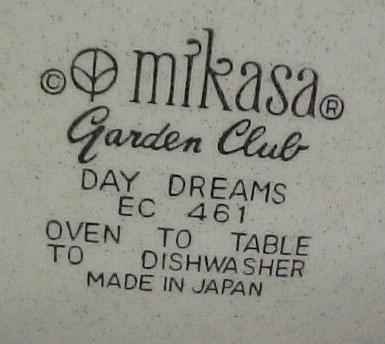 © mikasa®
Garden Club
DAY DREAMS
EC 461
OVEN TO TABLE
TO DISHWASHER
MADE IN JAPAN